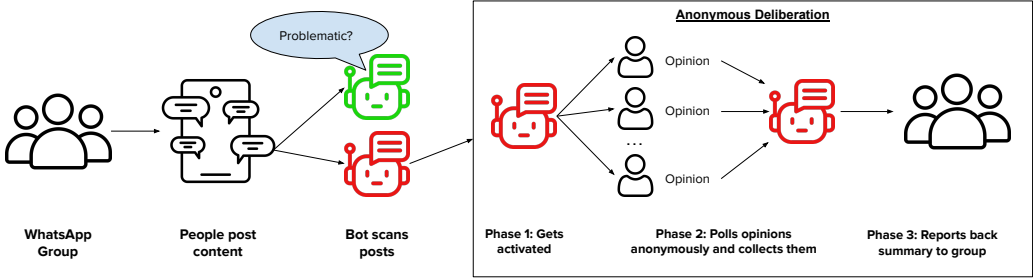 Anonymous Deliberation
Problematic?
Opinion
Opinion
...
Opinion
WhatsApp
Group
People post
content
Bot scans
posts
Phase 1: Gets
activated
Phase 2: Polls opinions
anonymously and collects them
Phase 3: Reports back
summary to group